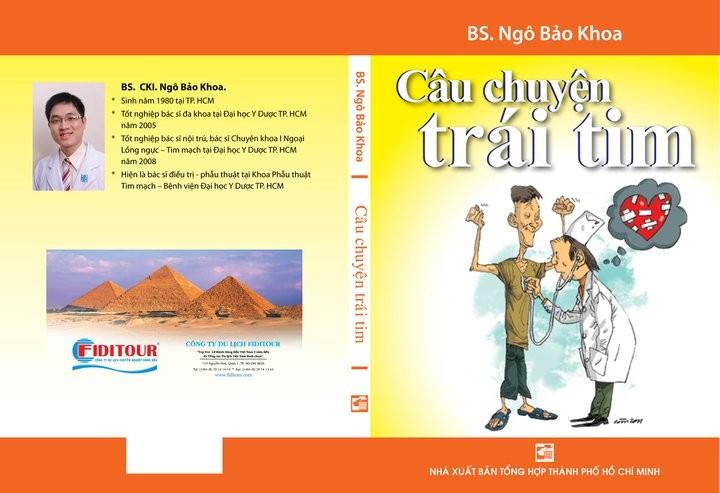 BS. CKI. Ngô Bảo Khoa.
* Sinh năm 1980 tại TP. HCM
* Tốt nghiệp bác sĩ đa khoa tại Đại học Y Dược TP. HCM
năm 2005
* Tốt nghiệp bác sĩ nội trú, bác sĩ Chuyên khoa I Ngoại
Lồng ngực – Tim mạch tại Đại học Y Dược TP. HCM
năm 2008
* Hiện là bác sĩ điều trị - phẫu thuật tại Khoa Phẫu thuật
Tim mạch – Bệnh viện Đại học Y Dược TP. HCM
FIDITOUR
CÔNG TY DU LỊCH FIDITOUR
www.fiditour.com
BS. Ngô Bảo Khoa
Câu chuyện trái tim
BS. Ngô Bảo Khoa
Câu chuyện
trái tim
NHÀ XUẤT BẢN TỔNG HỢP THÀNH PHỐ HỒ CHÍ MINH